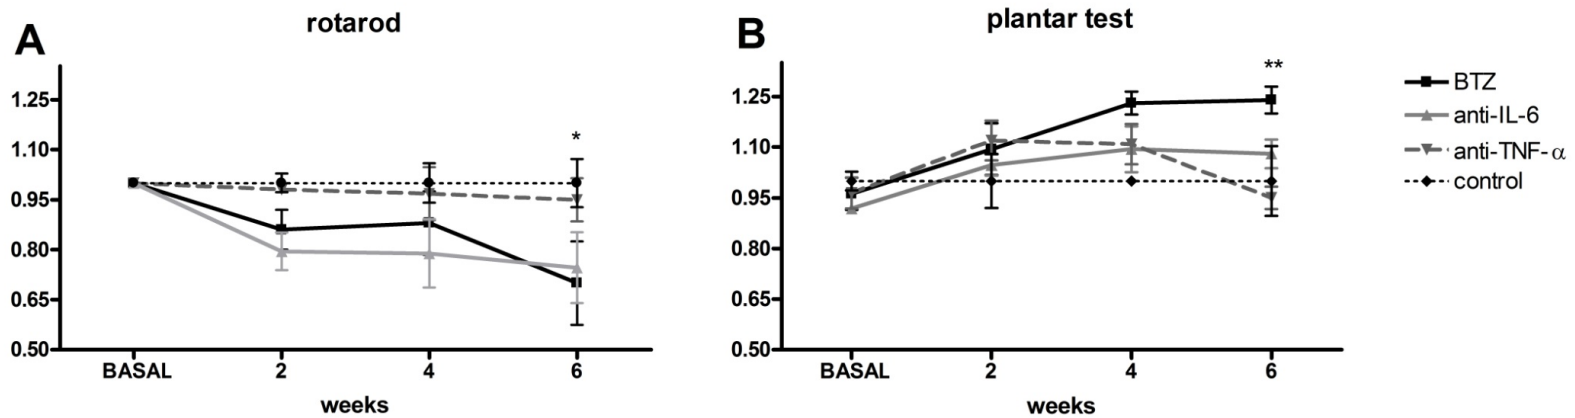 A
rotarod
1.25
1.10
0.95
0.80
0.65
0.50
BASAL 2 4 6
weeks
*
B
plantar test
1.25
1.10
0.95
0.80
0.65
0.50
BASAL 2 4 6
weeks
**
BTZ
anti-IL-6
anti-TNF-α
control